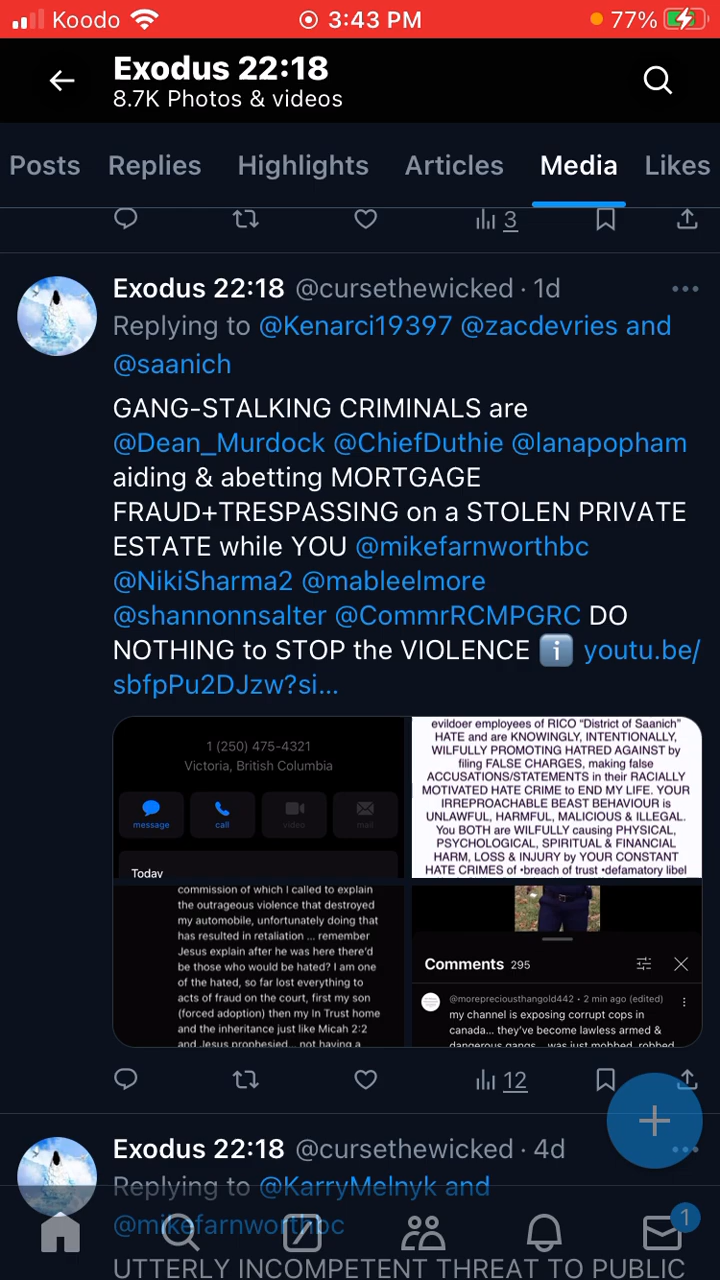 Koodo 3:43 PM 77%
Exodus 22:18
8.7K Photos & videos
Posts Replies Highlights Articles Media Likes
3
Exodus 22:18 @cursethewicked · 1d
Replying to @Kenarci19397 @zacdevries and
@saanich
GANG-STALKING CRIMINALS are
@Dean_Murdock @ChiefDuthie @lanapopham
aiding & abetting MORTGAGE
FRAUD+TRESPASSING on a STOLEN PRIVATE
ESTATE while YOU @mikefarnworthbc
@NikiSharma2 @mableelmore
@shannonnsalter @CommrRCMPGRC DO
NOTHING to STOP the VIOLENCE ℹ️ youtu.be/
sbfpPu2DJzw?si...
1 (250) 475-4321
Victoria, British Columbia
message call video mail
Today
evildoer employees of RICO "District of Saanich"
HATE and are KNOWINGLY, INTENTIONALLY,
WILFULLY PROMOTING HATRED AGAINST by
filing FALSE CHARGES, making false
ACCUSATIONS/STATEMENTS in their RACIALLY
MOTIVATED HATE CRIME to END MY LIFE. YOUR
IRREPROACHABLE BEAST BEHAVIOUR is
UNLAWFUL, HARMFUL, MALICIOUS & ILLEGAL.
You BOTH are WILFULLY causing PHYSICAL,
PSYCHOLOGICAL, SPIRITUAL & FINANCIAL
HARM, LOSS & INJURY by YOUR CONSTANT
HATE CRIMES of •breach of trust •defamatory libel
commission of which I called to explain
the outrageous violence that destroyed
my automobile, unfortunately doing that
has resulted in retaliation ... remember
Jesus explain after he was here there'd
be those who would be hated? I am one
of the hated, so far lost everything to
acts of fraud on the court, first my son
(forced adoption) then my In Trust home
and the inheritance just like Micah 2:2
and Jesus prophesied... not having a
Comments 295
@morepreciousthangold442 • 2 min ago (edited)
my channel is exposing corrupt cops in
canada... they've become lawless armed &
dangerous gangs... was just mobbed, robbed
12
Exodus 22:18 @cursethewicked · 4d
Replying to @KarryMelnyk and
@mikefarnworthbc
1
UTTERLY INCOMPETENT THREAT TO PUBLIC